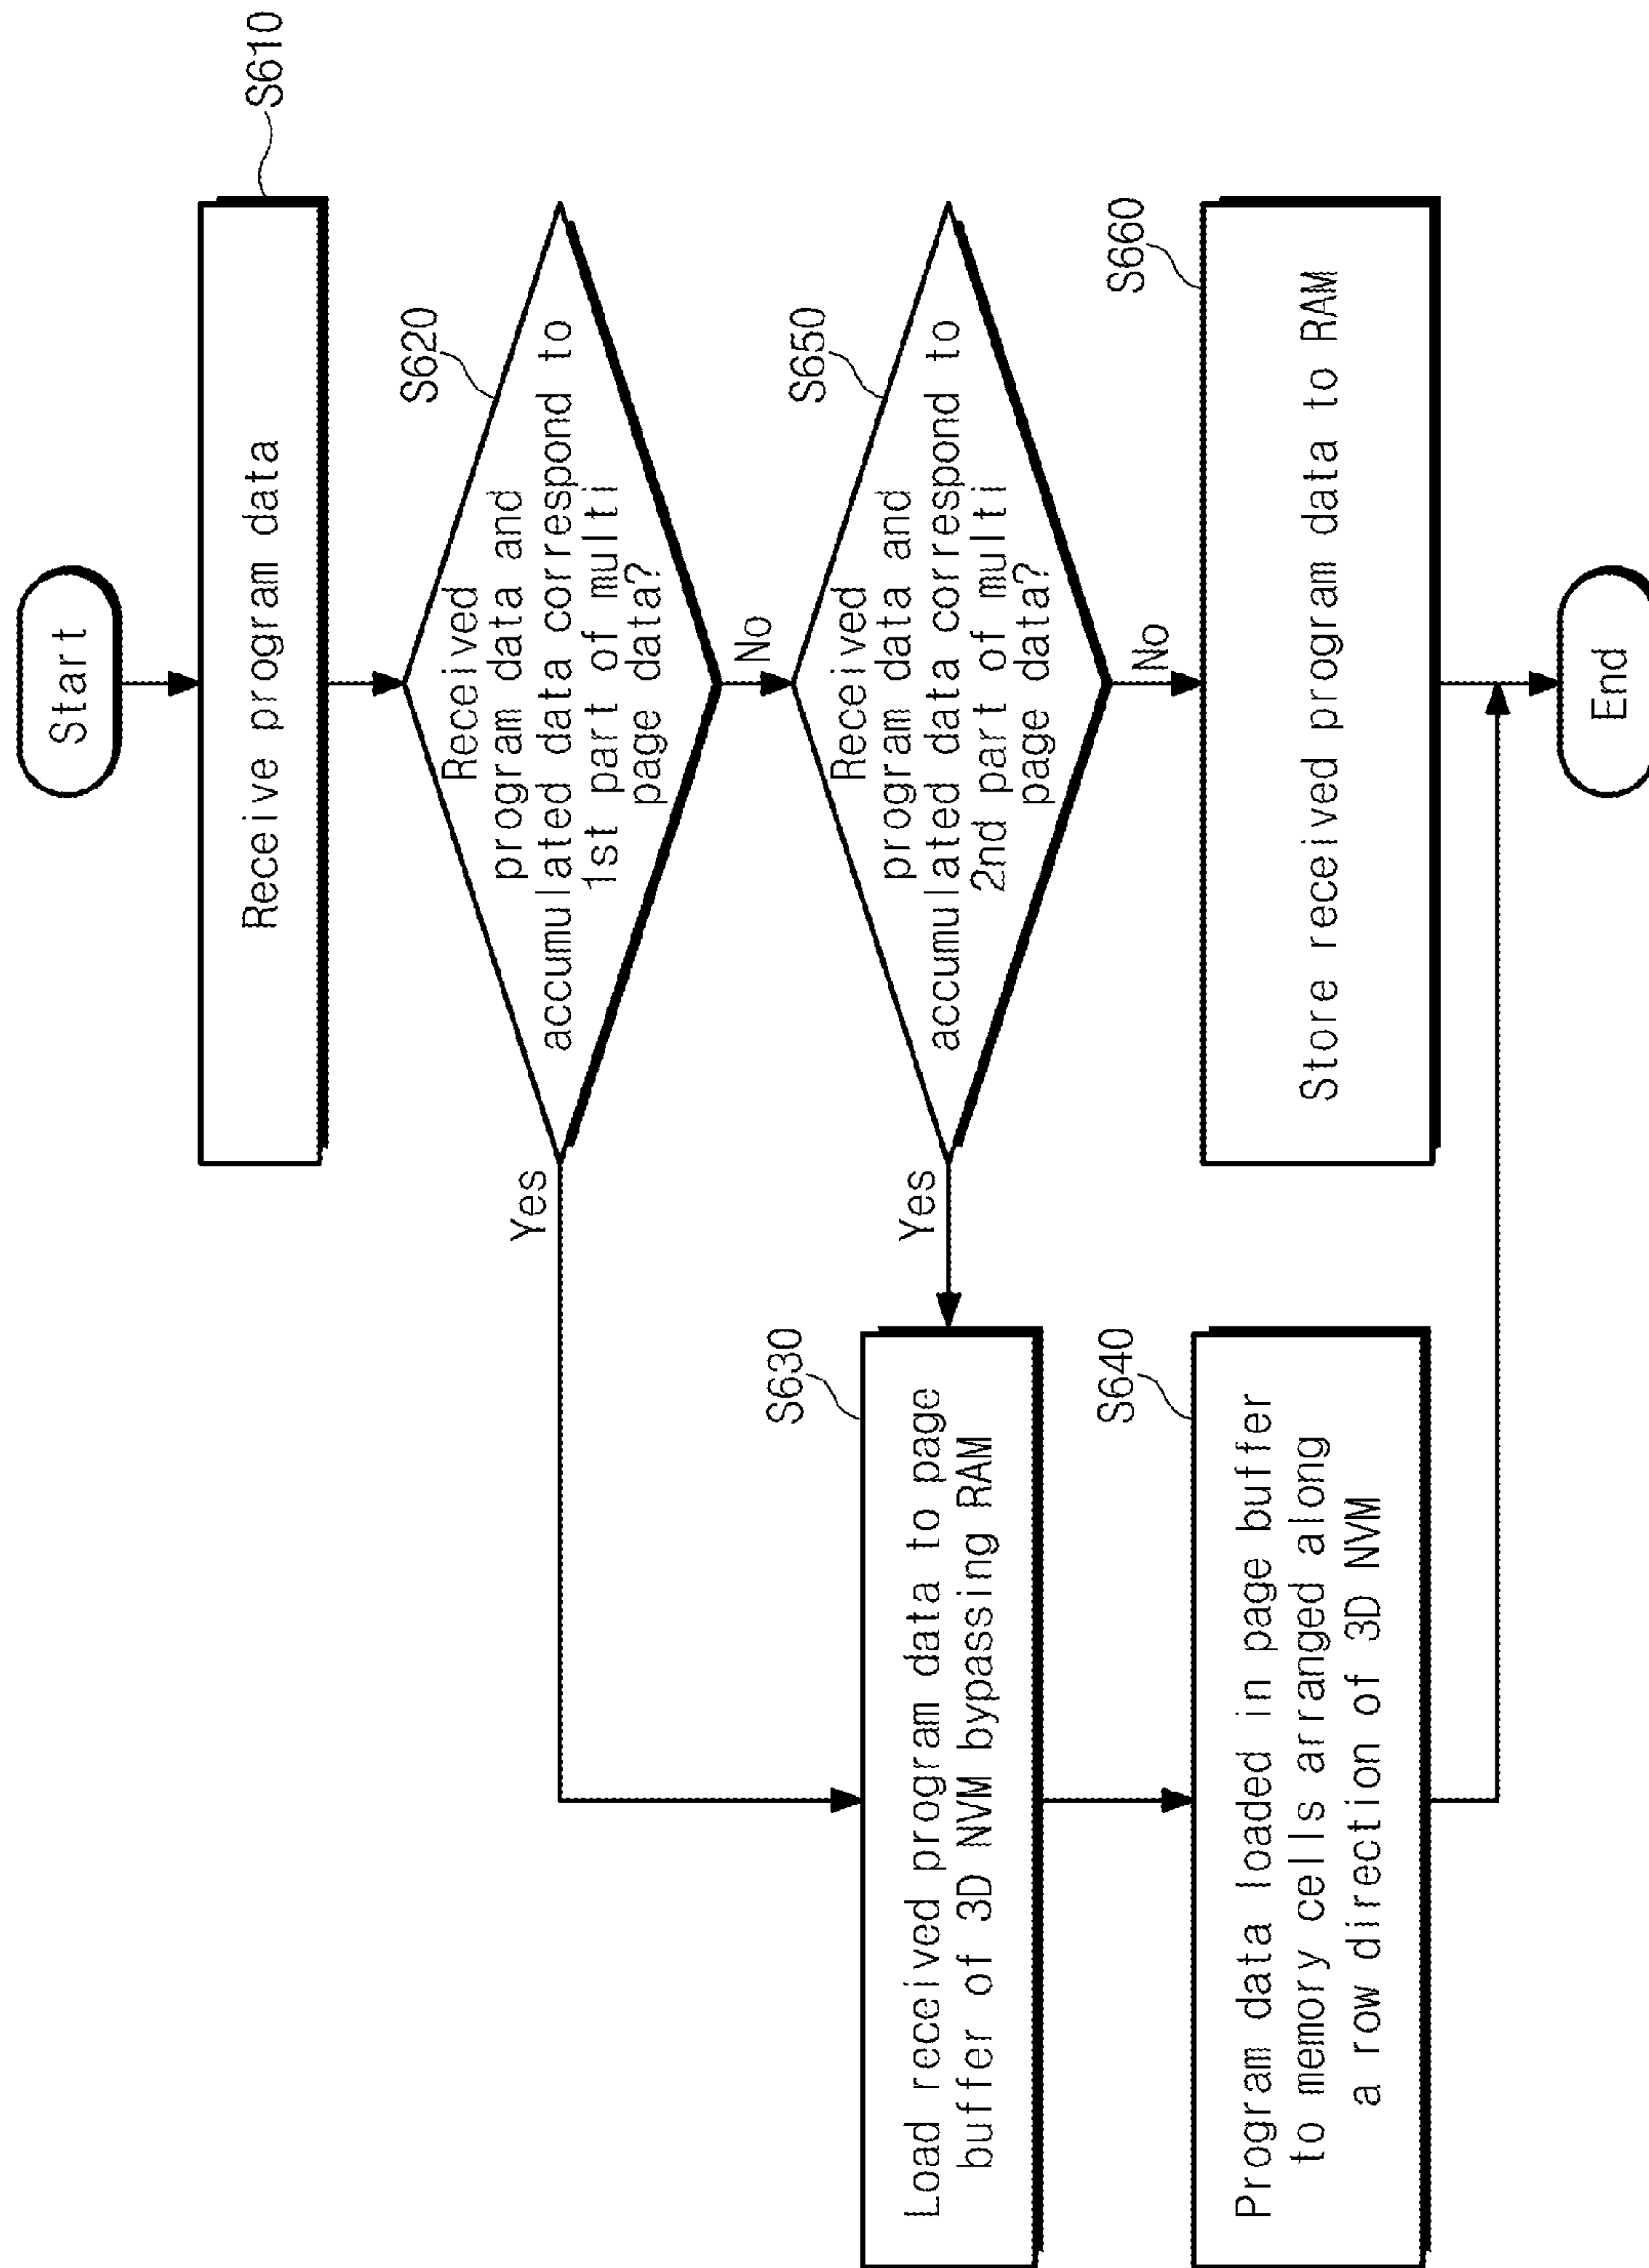 Start
S610
Receive program data
S620
Received
program data and
accumulated data correspond to
1st part of multi
page data?
Yes
No
S650
Received
program data and
accumulated data correspond to
2nd part of multi
page data?
Yes
No
S630
Load received program data to page
buffer of 3D NVM bypassing RAM
S640
Program data loaded in page buffer
to memory cells arranged along
a row direction of 3D NVM
S660
Store received program data to RAM
End